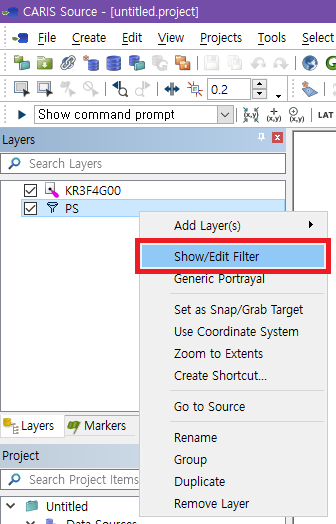 CARIS Source - [untitled.project]
File Create Edit View Projects Tools Select
0.2
Show command prompt (x,y) (x,y) LAT
Layers
Search Layers
KR3F4G00
PS
Add Layer(s)
Show/Edit Filter
Generic Portrayal
Set as Snap/Grab Target
Use Coordinate System
Zoom to Extents
Create Shortcut...
Go to Source
Rename
Group
Duplicate
Remove Layer
Layers Markers
Project
Search Project Items
Untitled
Data Sources